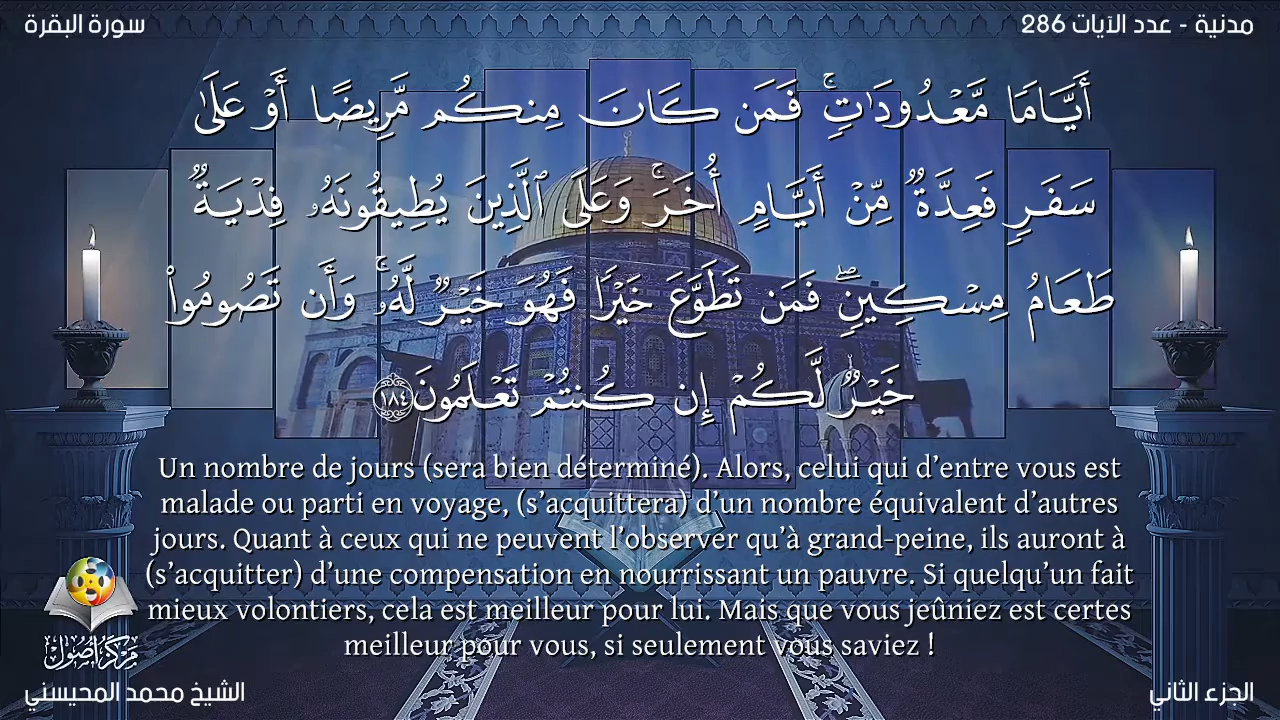 سورة البقرة
مدنية - عدد الآيات 286
أَيَّامًا مَّعْدُودَٰتٍ ۚ فَمَن كَانَ مِنكُم مَّرِيضًا أَوْ عَلَىٰ
سَفَرٍ فَعِدَّةٌ مِّنْ أَيَّامٍ أُخَرَ ۚ وَعَلَى ٱلَّذِينَ يُطِيقُونَهُۥ فِدْيَةٌ
طَعَامُ مِسْكِينٍ ۖ فَمَن تَطَوَّعَ خَيْرًا فَهُوَ خَيْرٌ لَّهُۥ ۚ وَأَن تَصُومُوا۟
خَيْرٌ لَّكُمْ إِن كُنتُمْ تَعْلَمُونَ ١٨٤
Un nombre de jours (sera bien déterminé). Alors, celui qui d’entre vous est
malade ou parti en voyage, (s’acquittera) d’un nombre équivalent d’autres
jours. Quant à ceux qui ne peuvent l’observer qu’à grand-peine, ils auront à
(s’acquitter) d’une compensation en nourrissant un pauvre. Si quelqu’un fait
mieux volontiers, cela est meilleur pour lui. Mais que vous jeûniez est certes
meilleur pour vous, si seulement vous saviez !
مركز أصول
الشيخ محمد المحيسني
الجزء الثاني